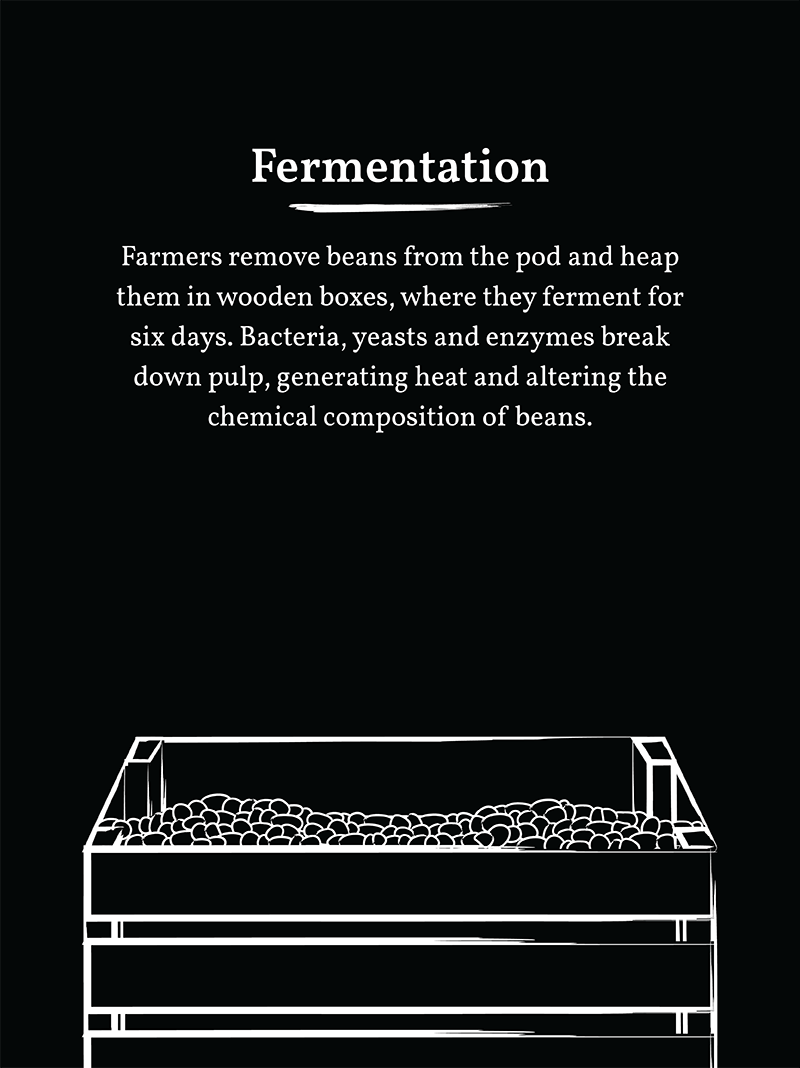 Fermentation
Farmers remove beans from the pod and heap
them in wooden boxes, where they ferment for
six days. Bacteria, yeasts and enzymes break
down pulp, generating heat and altering the
chemical composition of beans.